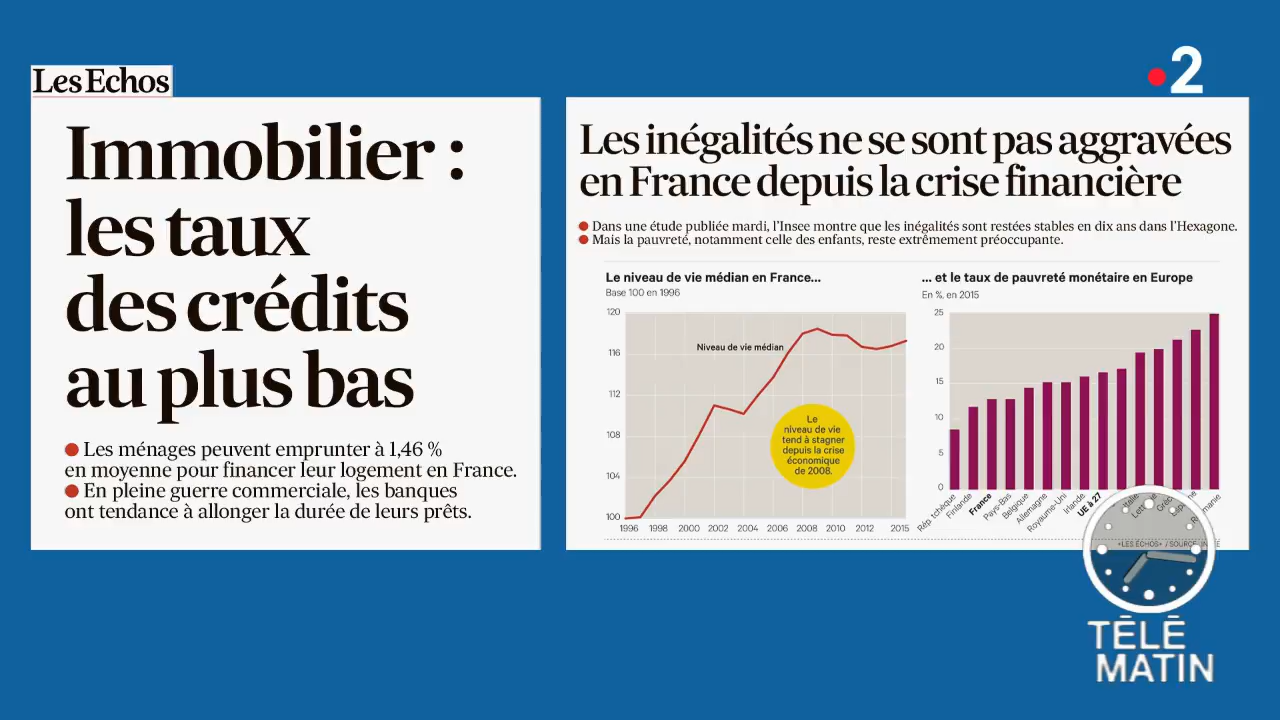 Les Echos
Immobilier :
les taux
des crédits
au plus bas
Les ménages peuvent emprunter à 1,46 %
en moyenne pour financer leur logement en France.
En pleine guerre commerciale, les banques
ont tendance à allonger la durée de leurs prêts.
2
Les inégalités ne se sont pas aggravées
en France depuis la crise financière
Dans une étude publiée mardi, l'Insee montre que les inégalités sont restées stables en dix ans dans l'Hexagone.
Mais la pauvreté, notamment celle des enfants, reste extrêmement préoccupante.
Le niveau de vie médian en France...
Base 100 en 1996
120
116
112
108
104
100
Niveau de vie médian
Le
niveau de vie
tend à stagner
depuis la crise
économique
de 2008.
1996 1998 2000 2002 2004 2006 2008 2010 2012 2015
... et le taux de pauvreté monétaire en Europe
En %, en 2015
25
20
15
10
5
0
Rép. tchèque
Finlande
France
Pays-Bas
Belgique
Allemagne
Royaume-Uni
Irlande
UE à 27
«LES ÉCHOS» / SOURCE
TÉLÉ
MATIN